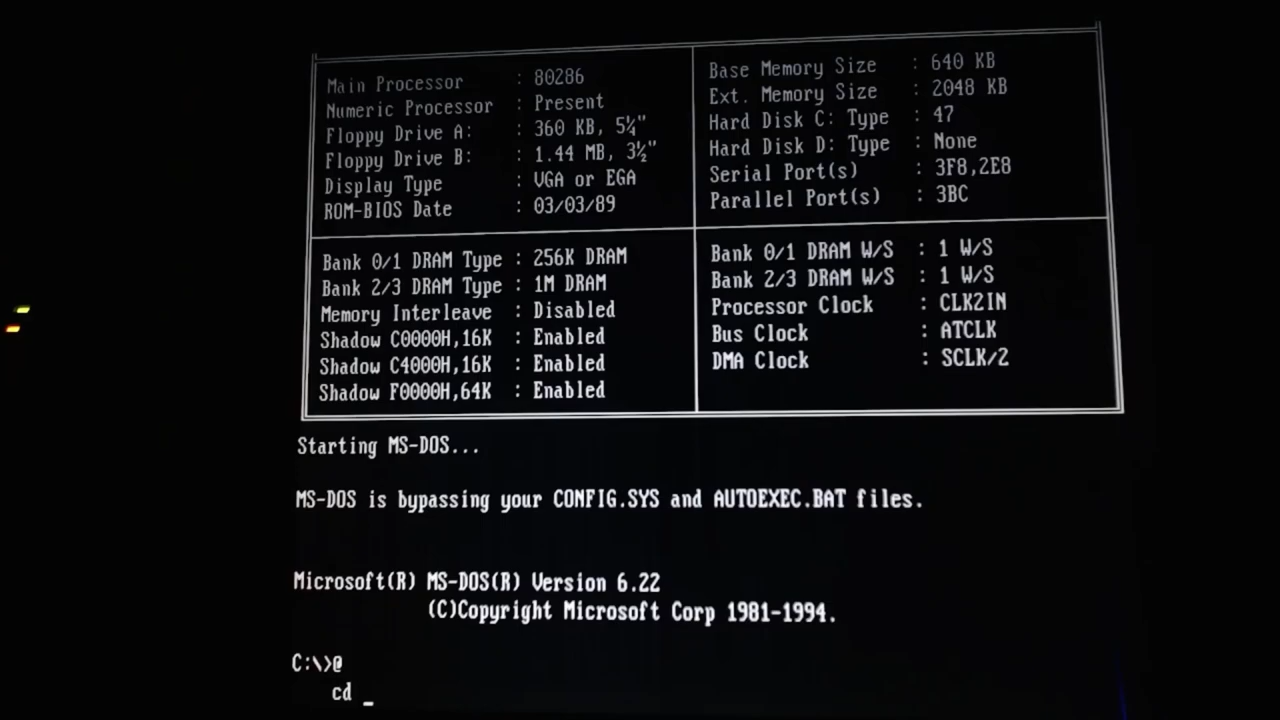 Main Processor : 80286
Numeric Processor : Present
Floppy Drive A: : 360 KB, 5¼"
Floppy Drive B: : 1.44 MB, 3½"
Display Type : VGA or EGA
ROM-BIOS Date : 03/03/89
Base Memory Size : 640 KB
Ext. Memory Size : 2048 KB
Hard Disk C: Type : 47
Hard Disk D: Type : None
Serial Port(s) : 3F8,2E8
Parallel Port(s) : 3BC
Bank 0/1 DRAM Type : 256K DRAM
Bank 2/3 DRAM Type : 1M DRAM
Memory Interleave : Disabled
Shadow C0000H,16K : Enabled
Shadow C4000H,16K : Enabled
Shadow F0000H,64K : Enabled
Bank 0/1 DRAM W/S : 1 W/S
Bank 2/3 DRAM W/S : 1 W/S
Processor Clock : CLK2IN
Bus Clock : ATCLK
DMA Clock : SCLK/2
Starting MS-DOS...
MS-DOS is bypassing your CONFIG.SYS and AUTOEXEC.BAT files.
Microsoft(R) MS-DOS(R) Version 6.22
(C)Copyright Microsoft Corp 1981-1994.
C:\>@
cd _